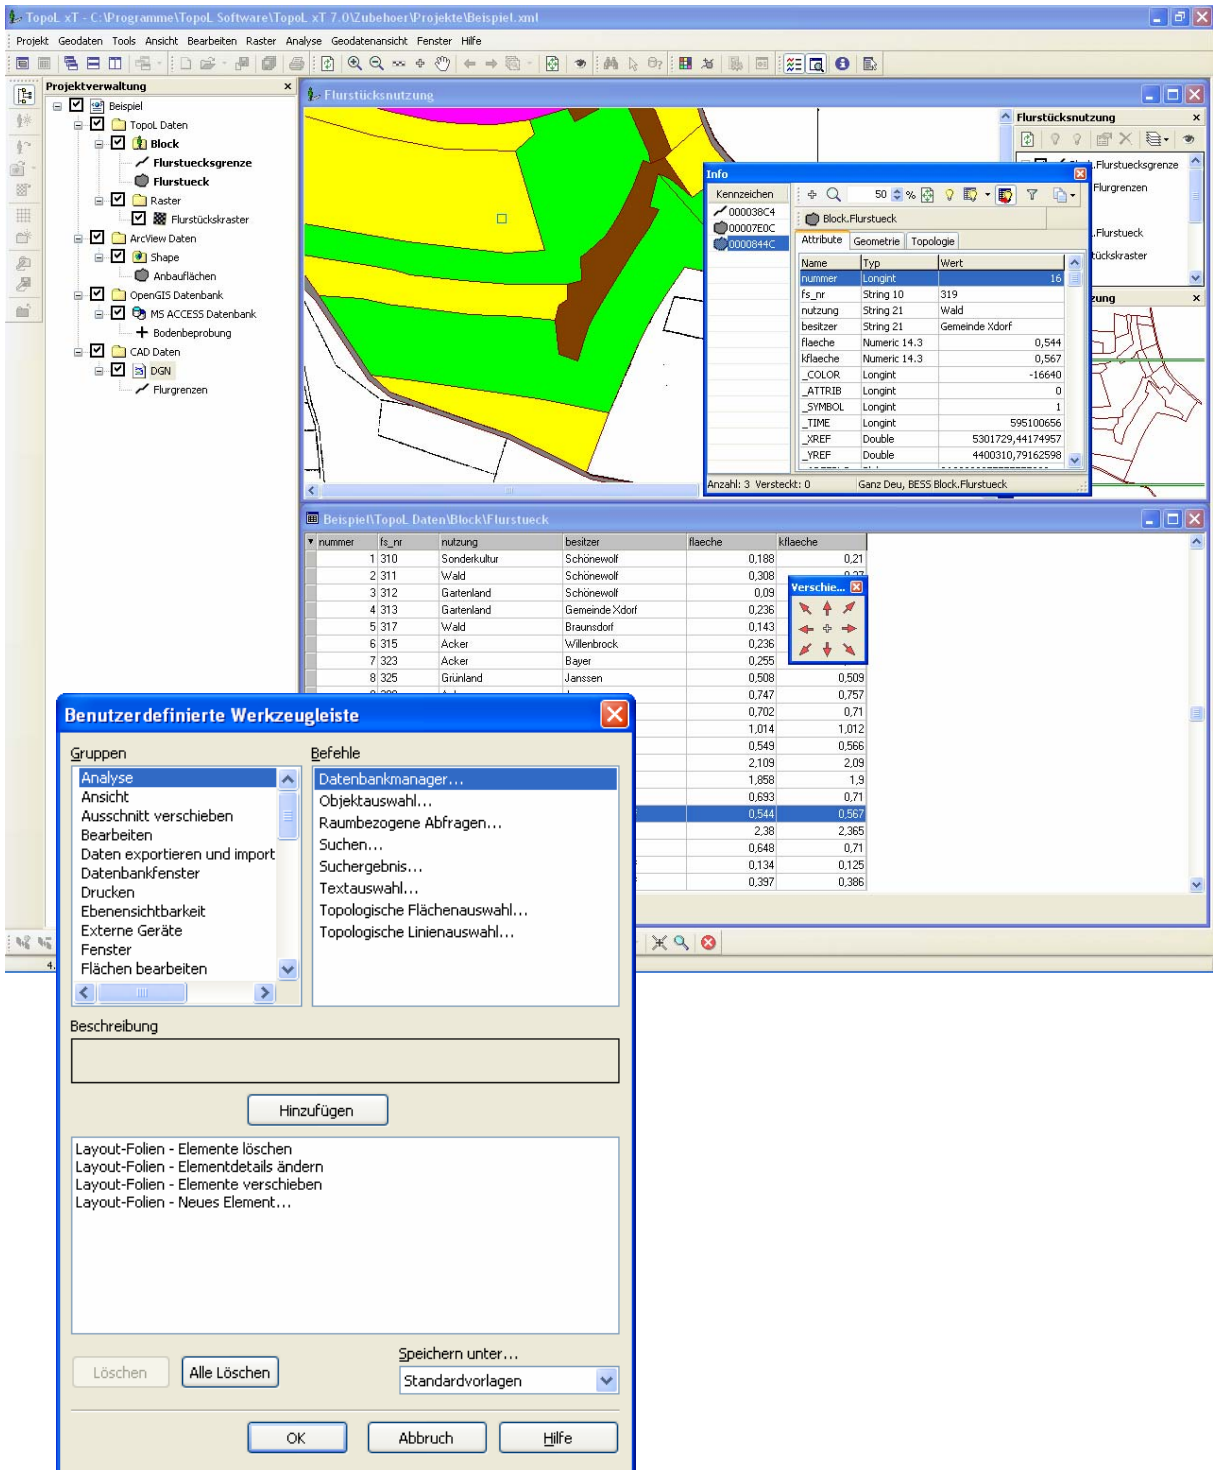 TopoL xT - C:\Programme\TopoL Software\TopoL xT 7.0\Zubehoer\Projekte\Beispiel.xml
Projekt Geodaten Tools Ansicht Bearbeiten Raster Analyse Geodatenansicht Fenster Hilfe
Projektverwaltung
Beispiel
TopoL Daten
Block
Flurstuecksgrenze
Flurstueck
Raster
Flurstückskraster
ArcView Daten
Shape
Anbauflächen
OpenGIS Datenbank
MS ACCESS Datenbank
Bodenbeprobung
CAD Daten
DGN
Flurgrenzen
Flurstücksnutzung
Flurstücksnutzung
.Flurstuecksgrenze
Flurgrenzen
.Flurstueck
tückskraster
zung
Info
Kennzeichen
000038C4
00007E0C
0000844C
50 %
Block.Flurstueck
Attribute Geometrie Topologie
Name Typ Wert
nummer Longint 16
fs_nr String 10 319
nutzung String 21 Wald
besitzer String 21 Gemeinde Xdorf
flaeche Numeric 14.3 0,544
kflaeche Numeric 14.3 0,567
_COLOR Longint -16640
_ATTRIB Longint 0
_SYMBOL Longint 1
_TIME Longint 595100656
_XREF Double 5301729,44174957
_YREF Double 4400310,79162598
Anzahl: 3 Versteckt: 0 Ganz Deu, BESS Block.Flurstueck
Beispiel\TopoL Daten\Block\Flurstueck
nummer fs_nr nutzung besitzer flaeche kflaeche
1 310 Sonderkultur Schönewolf 0,188 0,21
2 311 Wald Schönewolf 0,308
3 312 Gartenland Schönewolf 0,09
4 313 Gartenland Gemeinde Xdorf 0,236
5 317 Wald Braunsdorf 0,143
6 315 Acker Willenbrock 0,236
7 323 Acker Bayer 0,255
8 325 Grünland Janssen 0,508 0,509
0,747 0,757
0,702 0,71
1,014 1,012
0,549 0,566
2,109 2,09
1,858 1,9
0,693 0,71
0,544 0,567
2,38 2,365
0,648 0,71
0,134 0,125
0,397 0,386
Verschie...
Benutzerdefinierte Werkzeugleiste
Gruppen
Analyse
Ansicht
Ausschnitt verschieben
Bearbeiten
Daten exportieren und import
Datenbankfenster
Drucken
Ebenensichtbarkeit
Externe Geräte
Fenster
Flächen bearbeiten
Befehle
Datenbankmanager...
Objektauswahl...
Raumbezogene Abfragen...
Suchen...
Suchergebnis...
Textauswahl...
Topologische Flächenauswahl...
Topologische Linienauswahl...
4.
Beschreibung
Hinzufügen
Layout-Folien - Elemente löschen
Layout-Folien - Elementdetails ändern
Layout-Folien - Elemente verschieben
Layout-Folien - Neues Element...
Löschen
Alle Löschen
Speichern unter...
Standardvorlagen
OK
Abbruch
Hilfe